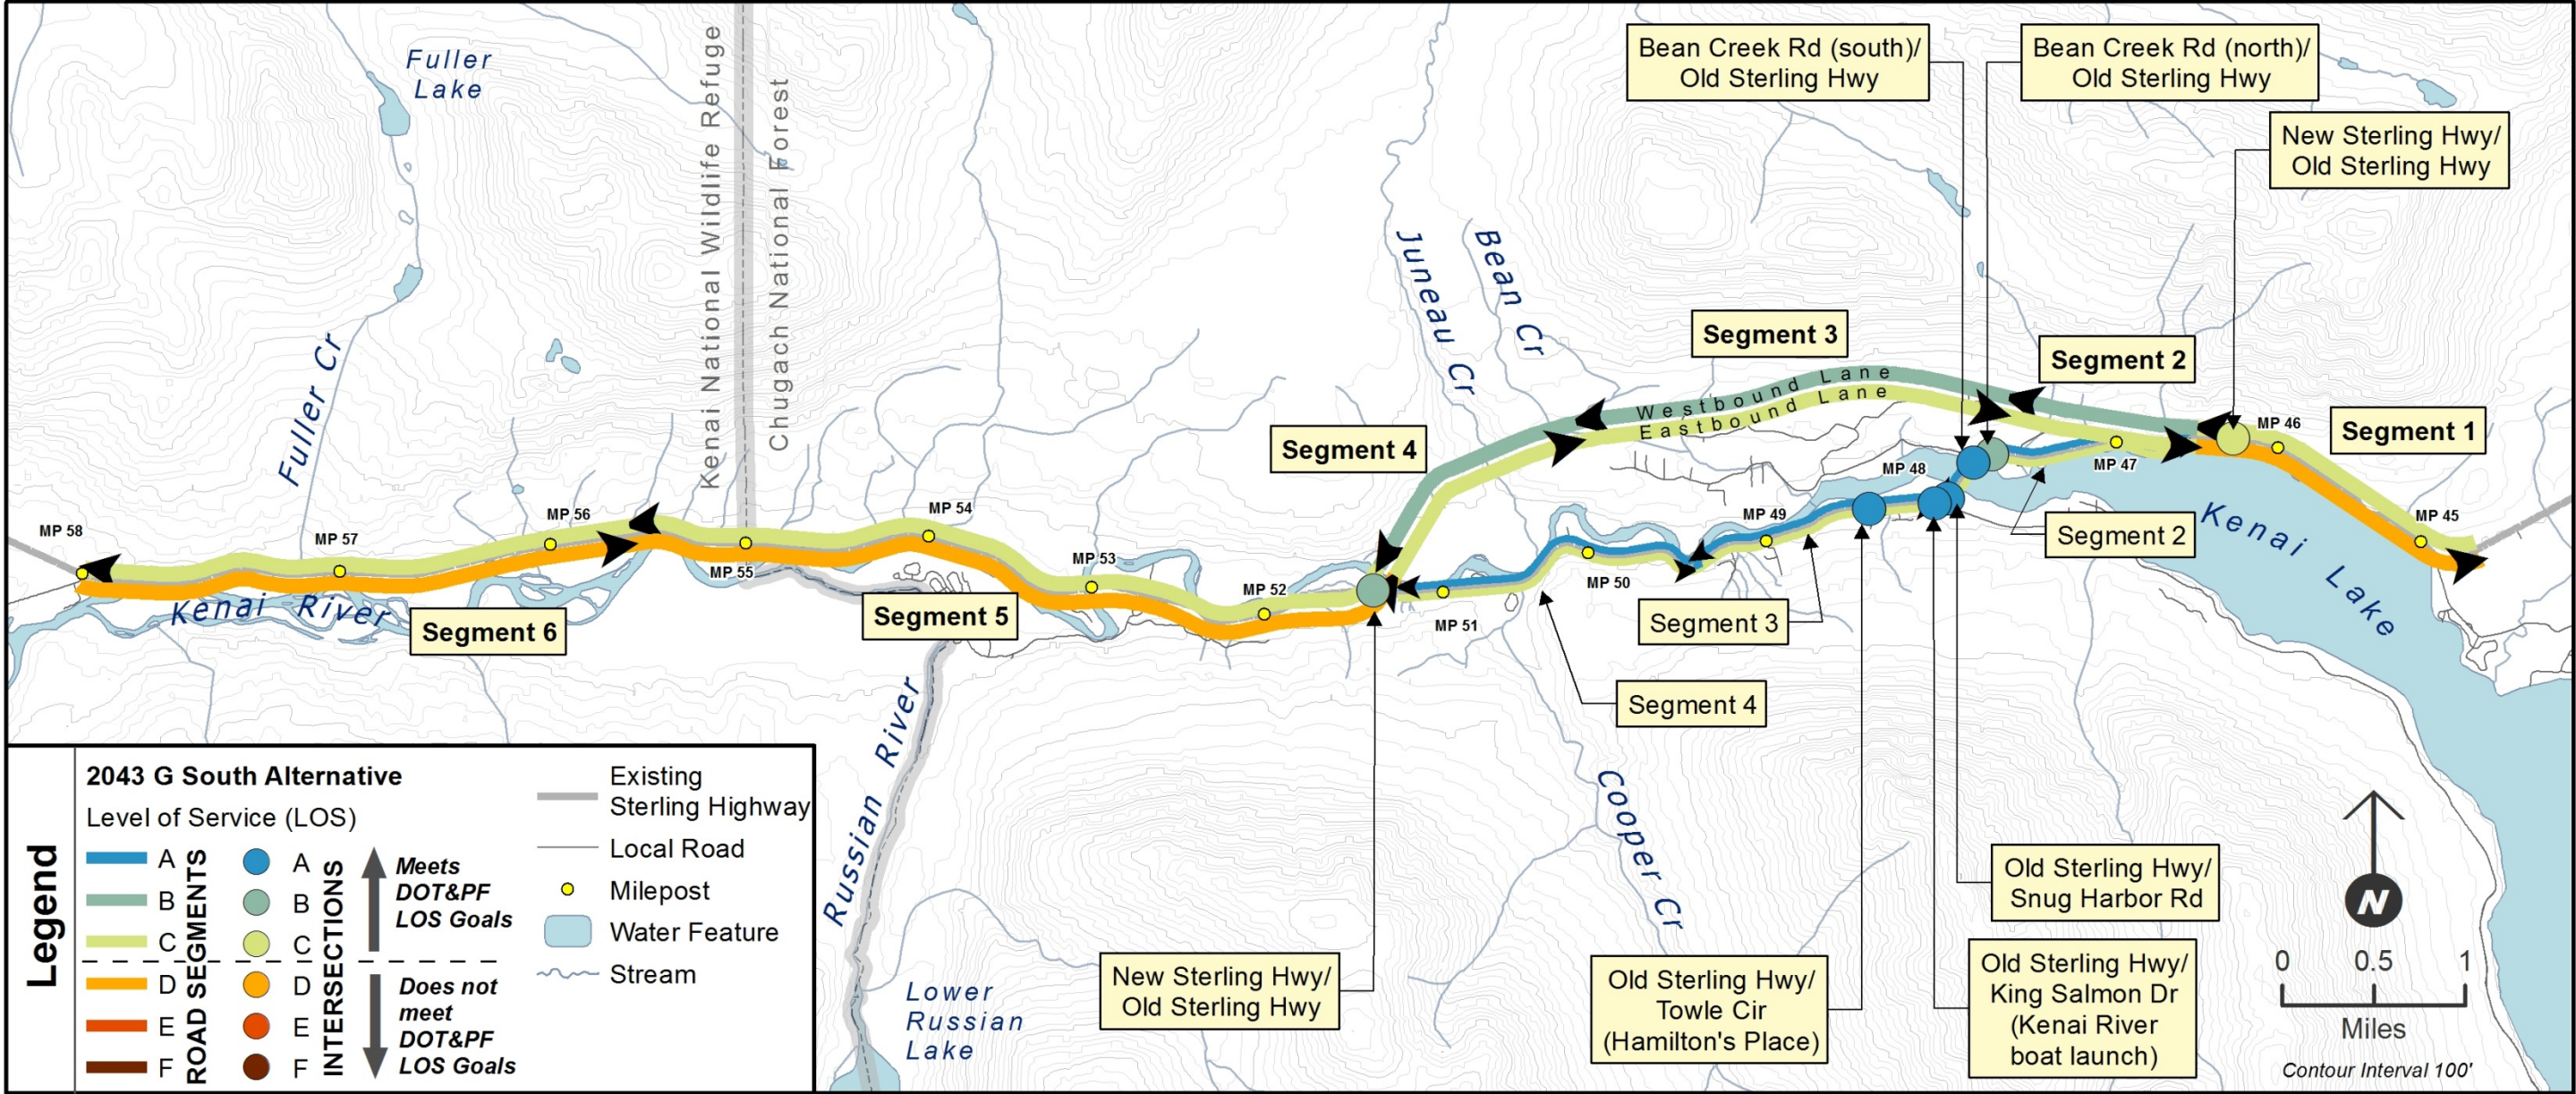 Fuller
Lake
Kenai National Wildlife Refuge
Chugach National Forest
Bean Creek Rd (south)/
Old Sterling Hwy
Bean Creek Rd (north)/
Old Sterling Hwy
New Sterling Hwy/
Old Sterling Hwy
Juneau Cr
Bean Cr
Fuller Cr
Segment 3
Segment 2
Segment 1
Segment 4
Westbound Lane
Eastbound Lane
MP 46
MP 45
MP 47
MP 48
MP 49
MP 50
MP 51
MP 52
MP 53
MP 54
MP 55
MP 56
MP 57
MP 58
Segment 2
Kenai Lake
Kenai River
Segment 6
Segment 5
Segment 3
Segment 4
Russian River
Cooper Cr
Lower
Russian
Lake
New Sterling Hwy/
Old Sterling Hwy
Old Sterling Hwy/
Towle Cir
(Hamilton's Place)
Old Sterling Hwy/
Snug Harbor Rd
Old Sterling Hwy/
King Salmon Dr
(Kenai River
boat launch)
N
0 0.5 1
Miles
Contour Interval 100'
Legend
2043 G South Alternative
Level of Service (LOS)
ROAD SEGMENTS
A
B
C
D
E
F
INTERSECTIONS
A
B
C
D
E
F
Meets
DOT&PF
LOS Goals
Does not
meet
DOT&PF
LOS Goals
Existing
Sterling Highway
Local Road
Milepost
Water Feature
Stream